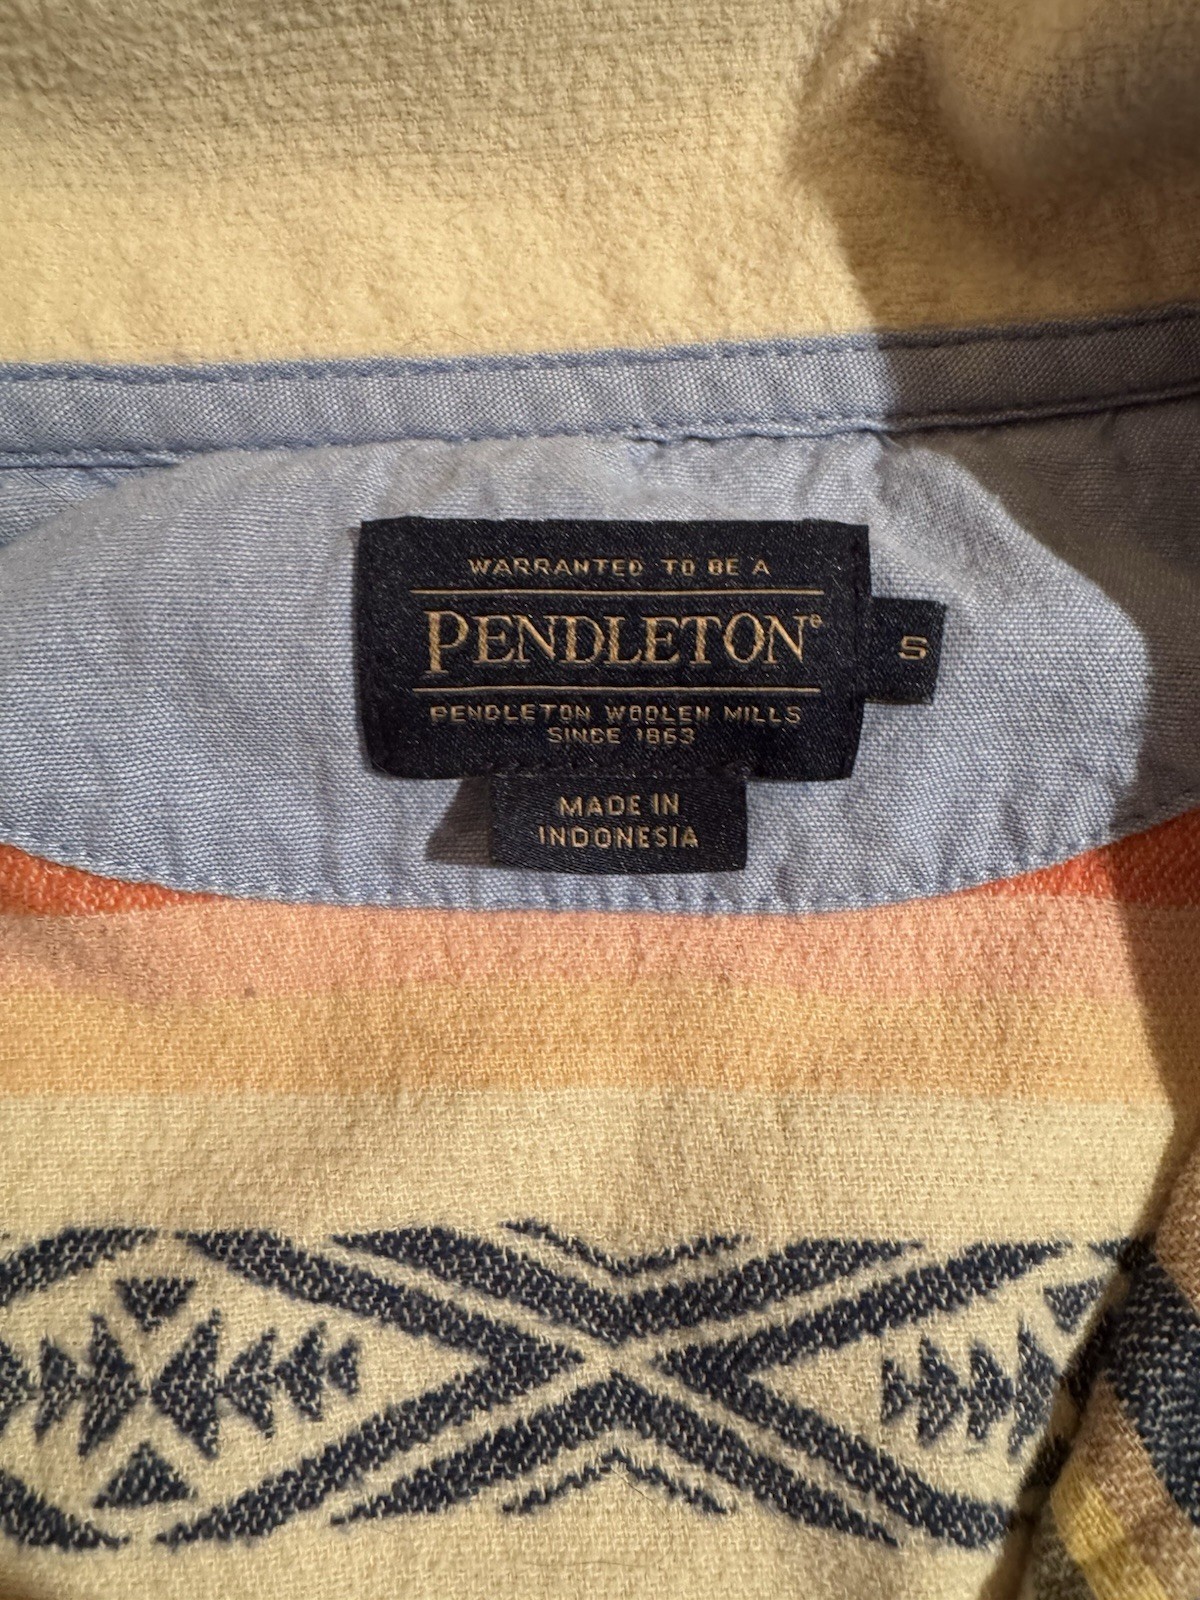 WARRANTED TO BE A
PENDLETON®
S
PENDLETON WOOLEN MILLS
SINCE 1863
MADE IN
INDONESIA